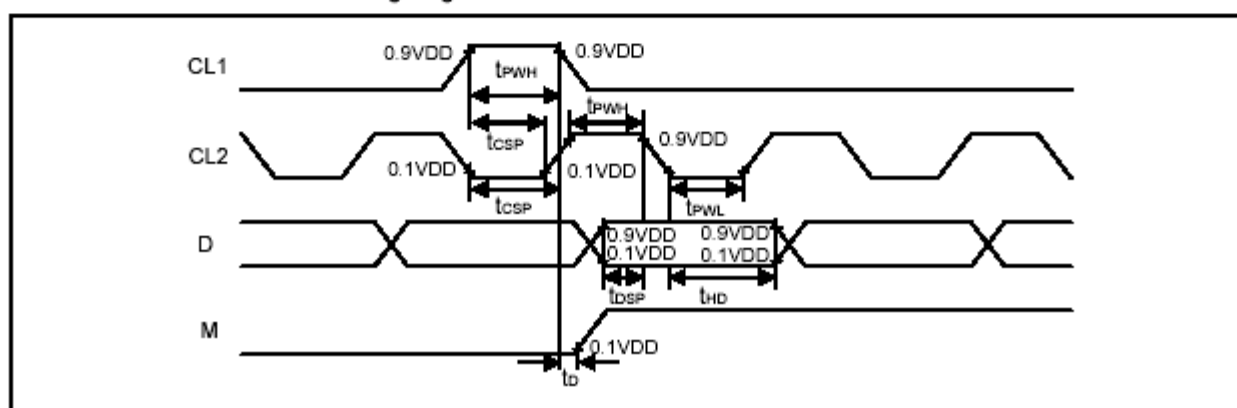 0.9VDD 0.9VDD
CL1
tPWH
tPWH
tCSP
0.9VDD
CL2
0.1VDD 0.1VDD
tCSP tPWL
0.9VDD 0.9VDD
D
0.1VDD 0.1VDD
tDSP tHD
M
0.1VDD
tD